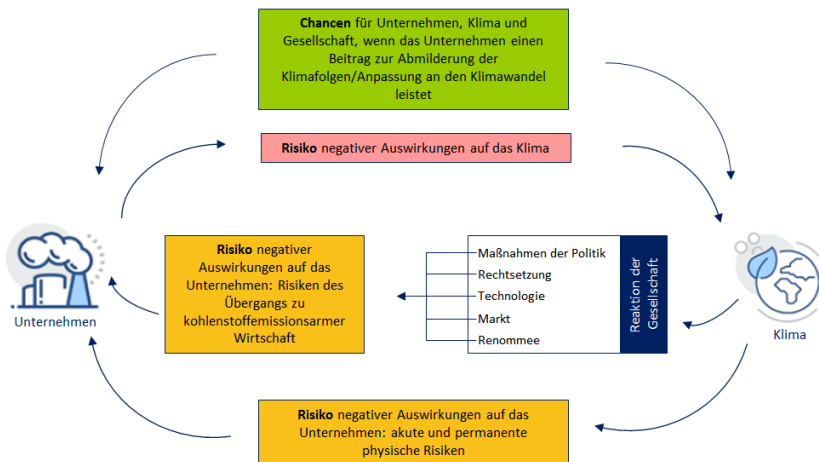 Chancen für Unternehmen, Klima und
Gesellschaft, wenn das Unternehmen einen
Beitrag zur Abmilderung der
Klimafolgen/Anpassung an den Klimawandel
leistet
Risiko negativer Auswirkungen auf das Klima
Unternehmen
Risiko negativer
Auswirkungen auf das
Unternehmen: Risiken des
Übergangs zu
kohlenstoffemissionsarmer
Wirtschaft
Maßnahmen der Politik
Rechtsetzung
Technologie
Markt
Renommee
Reaktion der
Gesellschaft
Klima
Risiko negativer Auswirkungen auf das
Unternehmen: akute und permanente
physische Risiken